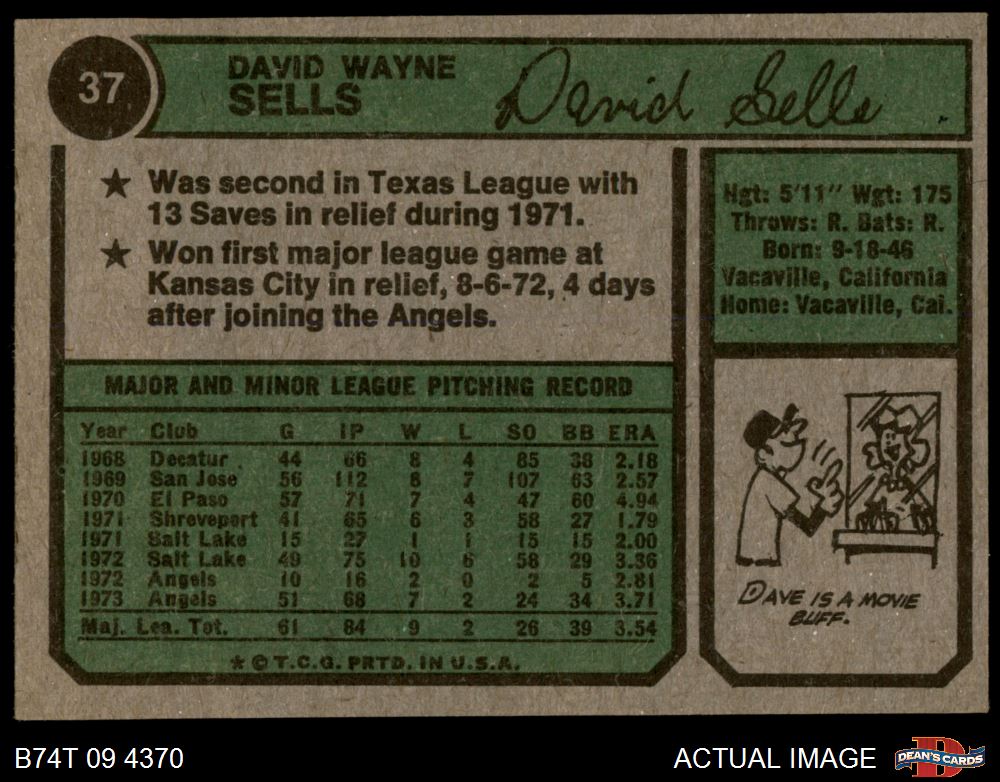 37
DAVID WAYNE
SELLS
David Sells
★ Was second in Texas League with
13 Saves in relief during 1971.
★ Won first major league game at
Kansas City in relief, 8-6-72, 4 days
after joining the Angels.
Hgt: 5'11" Wgt: 175
Throws: R. Bats: R.
Born: 9-18-46
Vacaville, California
Home: Vacaville, Cal.
MAJOR AND MINOR LEAGUE PITCHING RECORD
Year Club G IP W L SO BB ERA
1968 Decatur 44 66 8 4 85 38 2.18
1969 San Jose 56 112 8 7 107 63 2.57
1970 El Paso 57 71 7 4 47 60 4.94
1971 Shreveport 41 65 6 3 58 27 1.79
1971 Salt Lake 15 27 1 1 15 15 2.00
1972 Salt Lake 49 75 10 6 58 29 3.36
1972 Angels 10 16 2 0 2 5 2.81
1973 Angels 51 68 7 2 24 34 3.71
Maj. Lea. Tot. 61 84 9 2 26 39 3.54
★ © T.C.G. PRTD. IN U.S.A.
DAVE IS A MOVIE
BUFF.
B74T 09 4370
ACTUAL IMAGE
D
DEAN'S CARDS